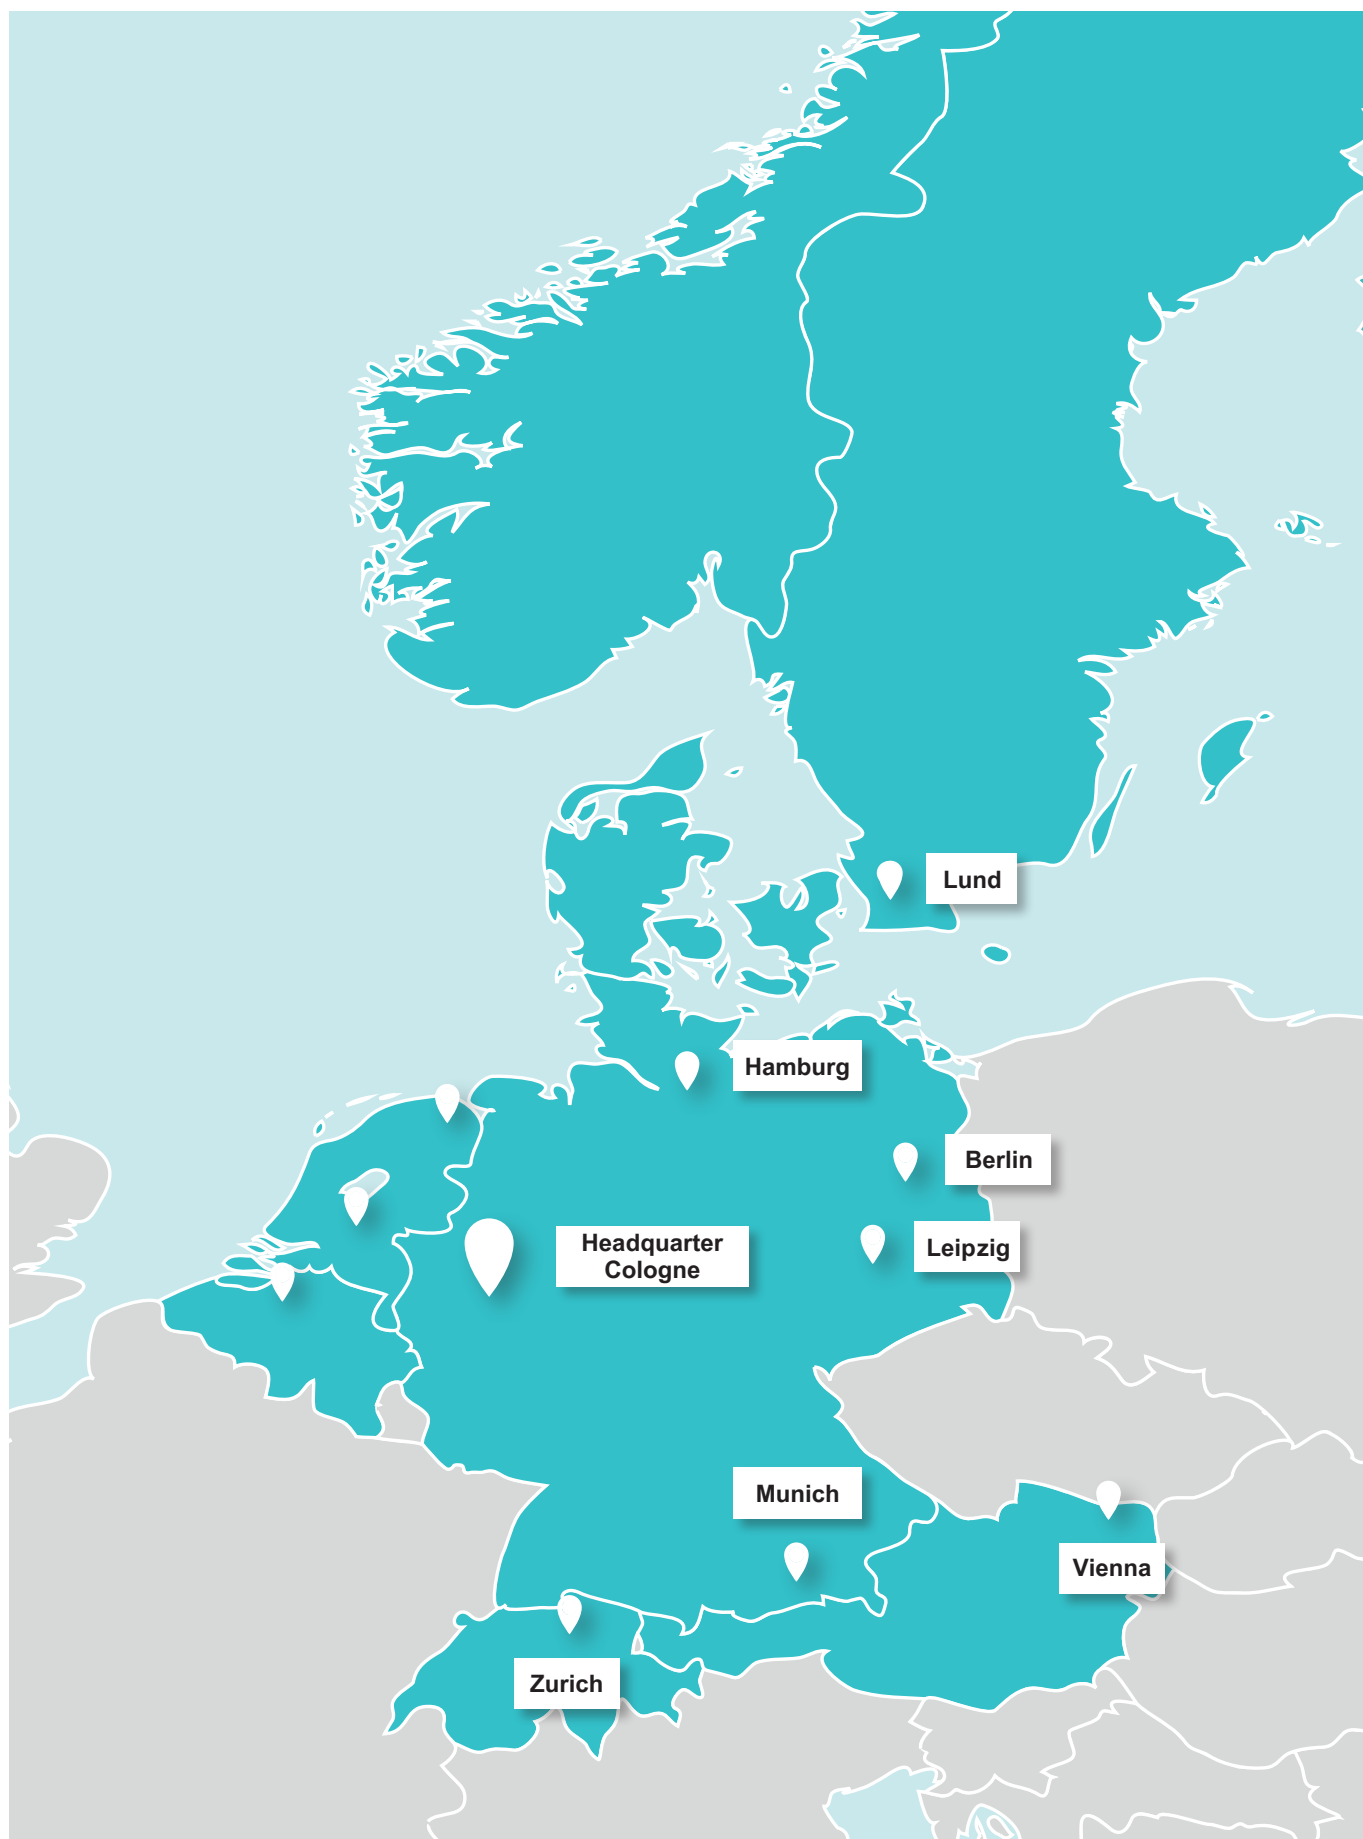 Lund
Hamburg
Berlin
Leipzig
Headquarter
Cologne
Munich
Vienna
Zurich